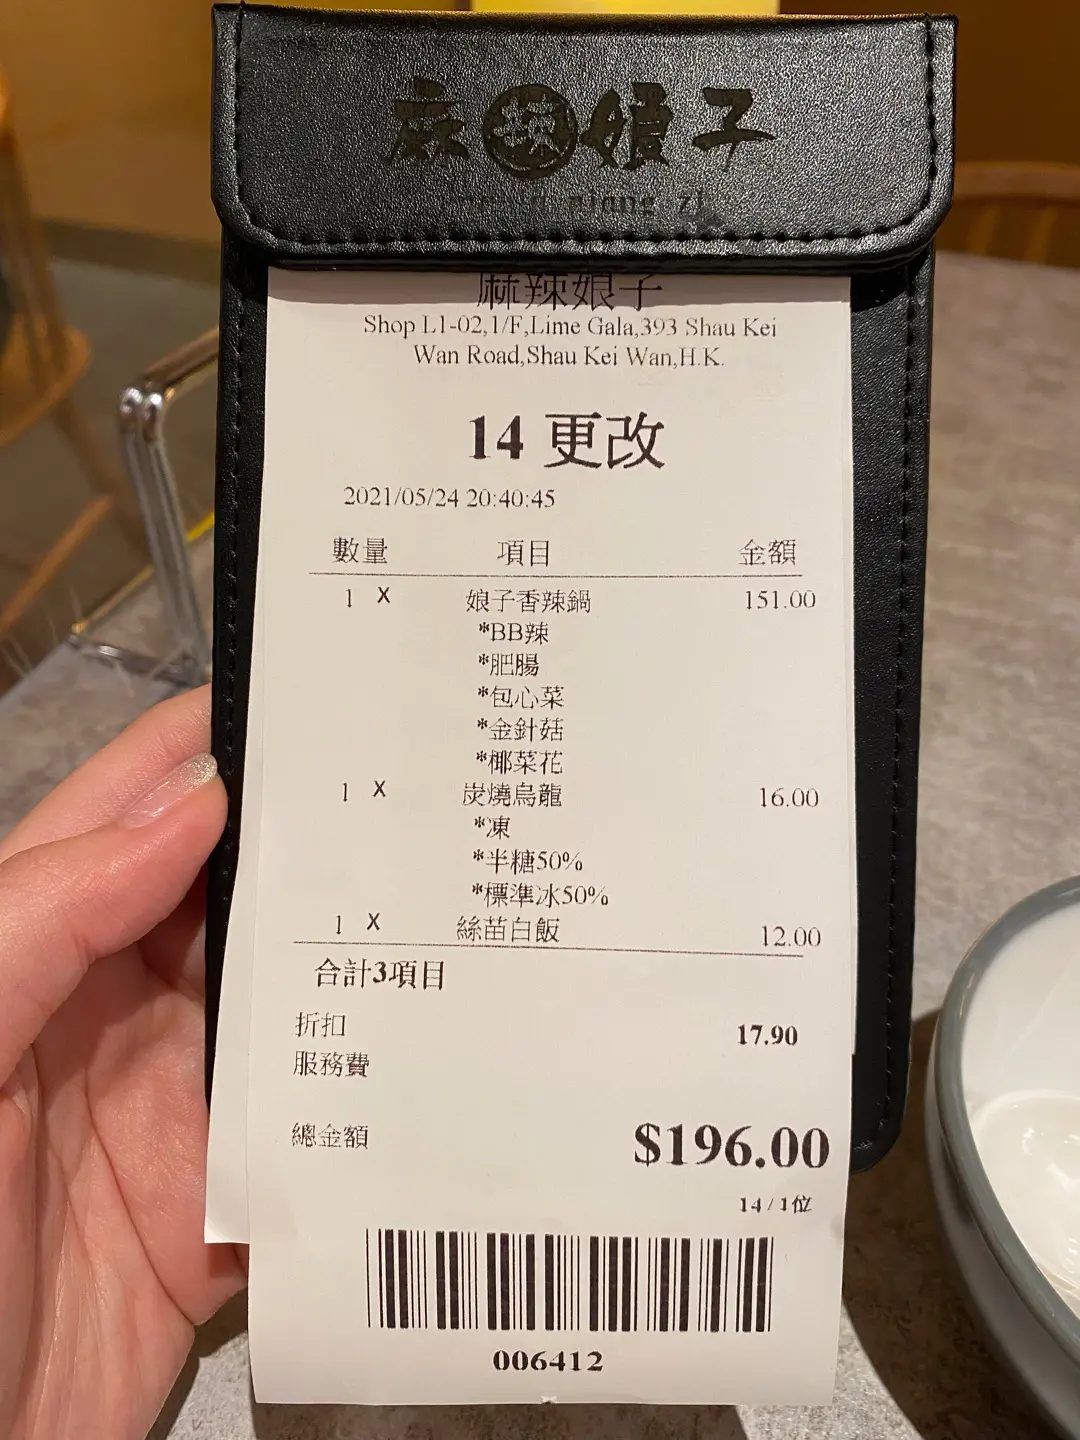 麻辣娘子
niang zi
麻辣娘子
Shop L1-02,1/F,Lime Gala,393 Shau Kei
Wan Road,Shau Kei Wan,H.K.
14 更改
2021/05/24 20:40:45
數量 項目 金額
1 X 娘子香辣鍋 151.00
*BB辣
*肥腸
*包心菜
*金針菇
*椰菜花
1 X 炭燒烏龍 16.00
*凍
*半糖50%
*標準冰50%
1 X 絲苗白飯 12.00
合計3項目
折扣
17.90
服務費
總金額 $196.00
14 / 1位
006412